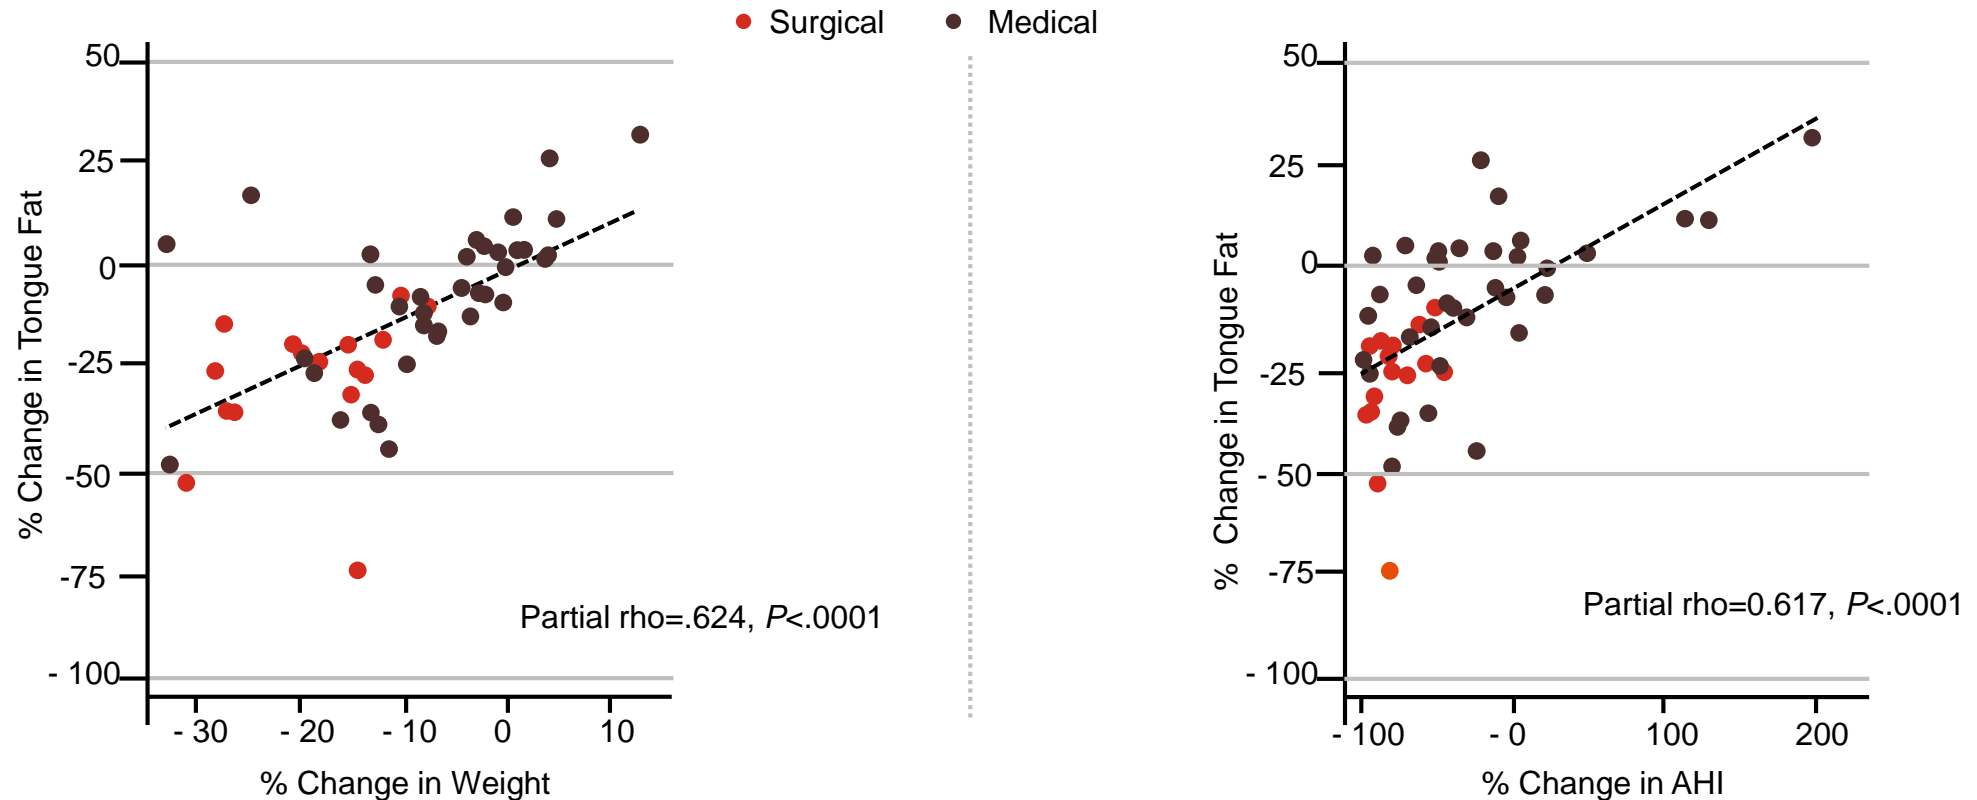 Surgical
Medical
50
25
0
-25
-50
-75
- 100
% Change in Tongue Fat
Partial rho=.624, P<.0001
- 30
- 20
- 10
0
10
% Change in Weight
50
25
0
-25
- 50
-75
- 100
% Change in Tongue Fat
Partial rho=0.617, P<.0001
- 100
- 0
100
200
% Change in AHI